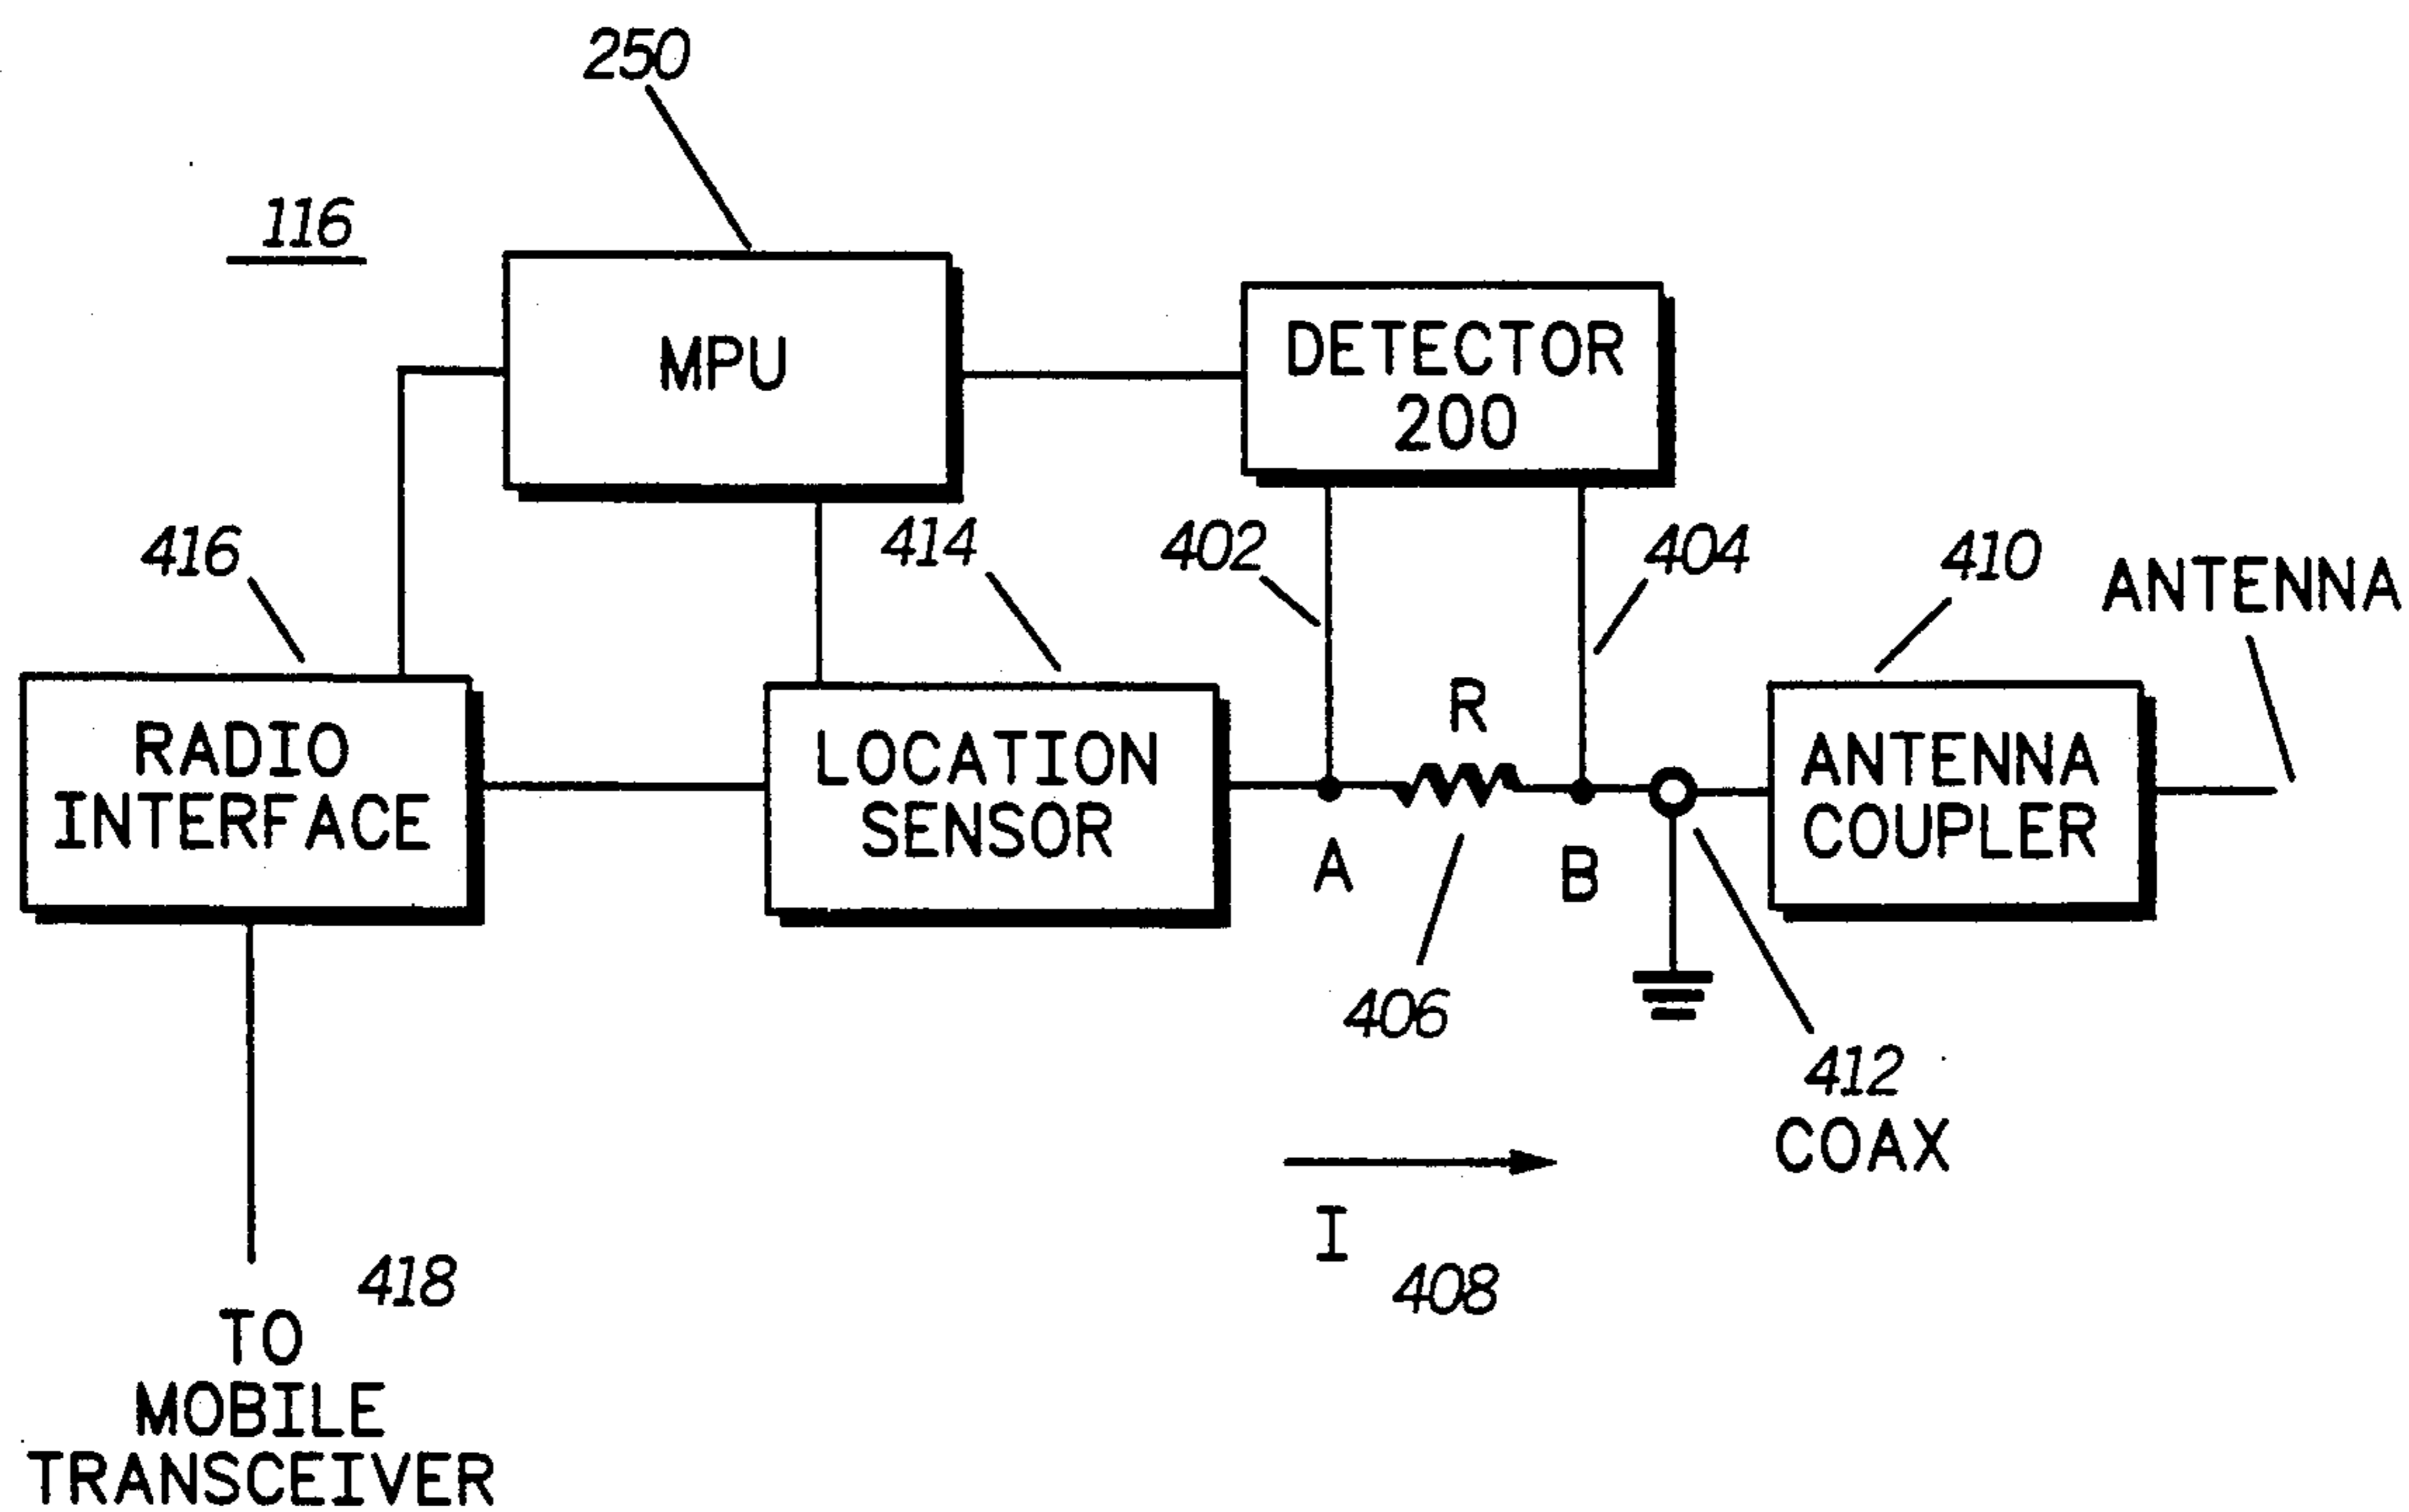 250
116
MPU
DETECTOR
200
416
414
402
404
410
ANTENNA
RADIO
INTERFACE
LOCATION
SENSOR
R
ANTENNA
COUPLER
A
B
406
412
COAX
I
408
418
TO
MOBILE
TRANSCEIVER